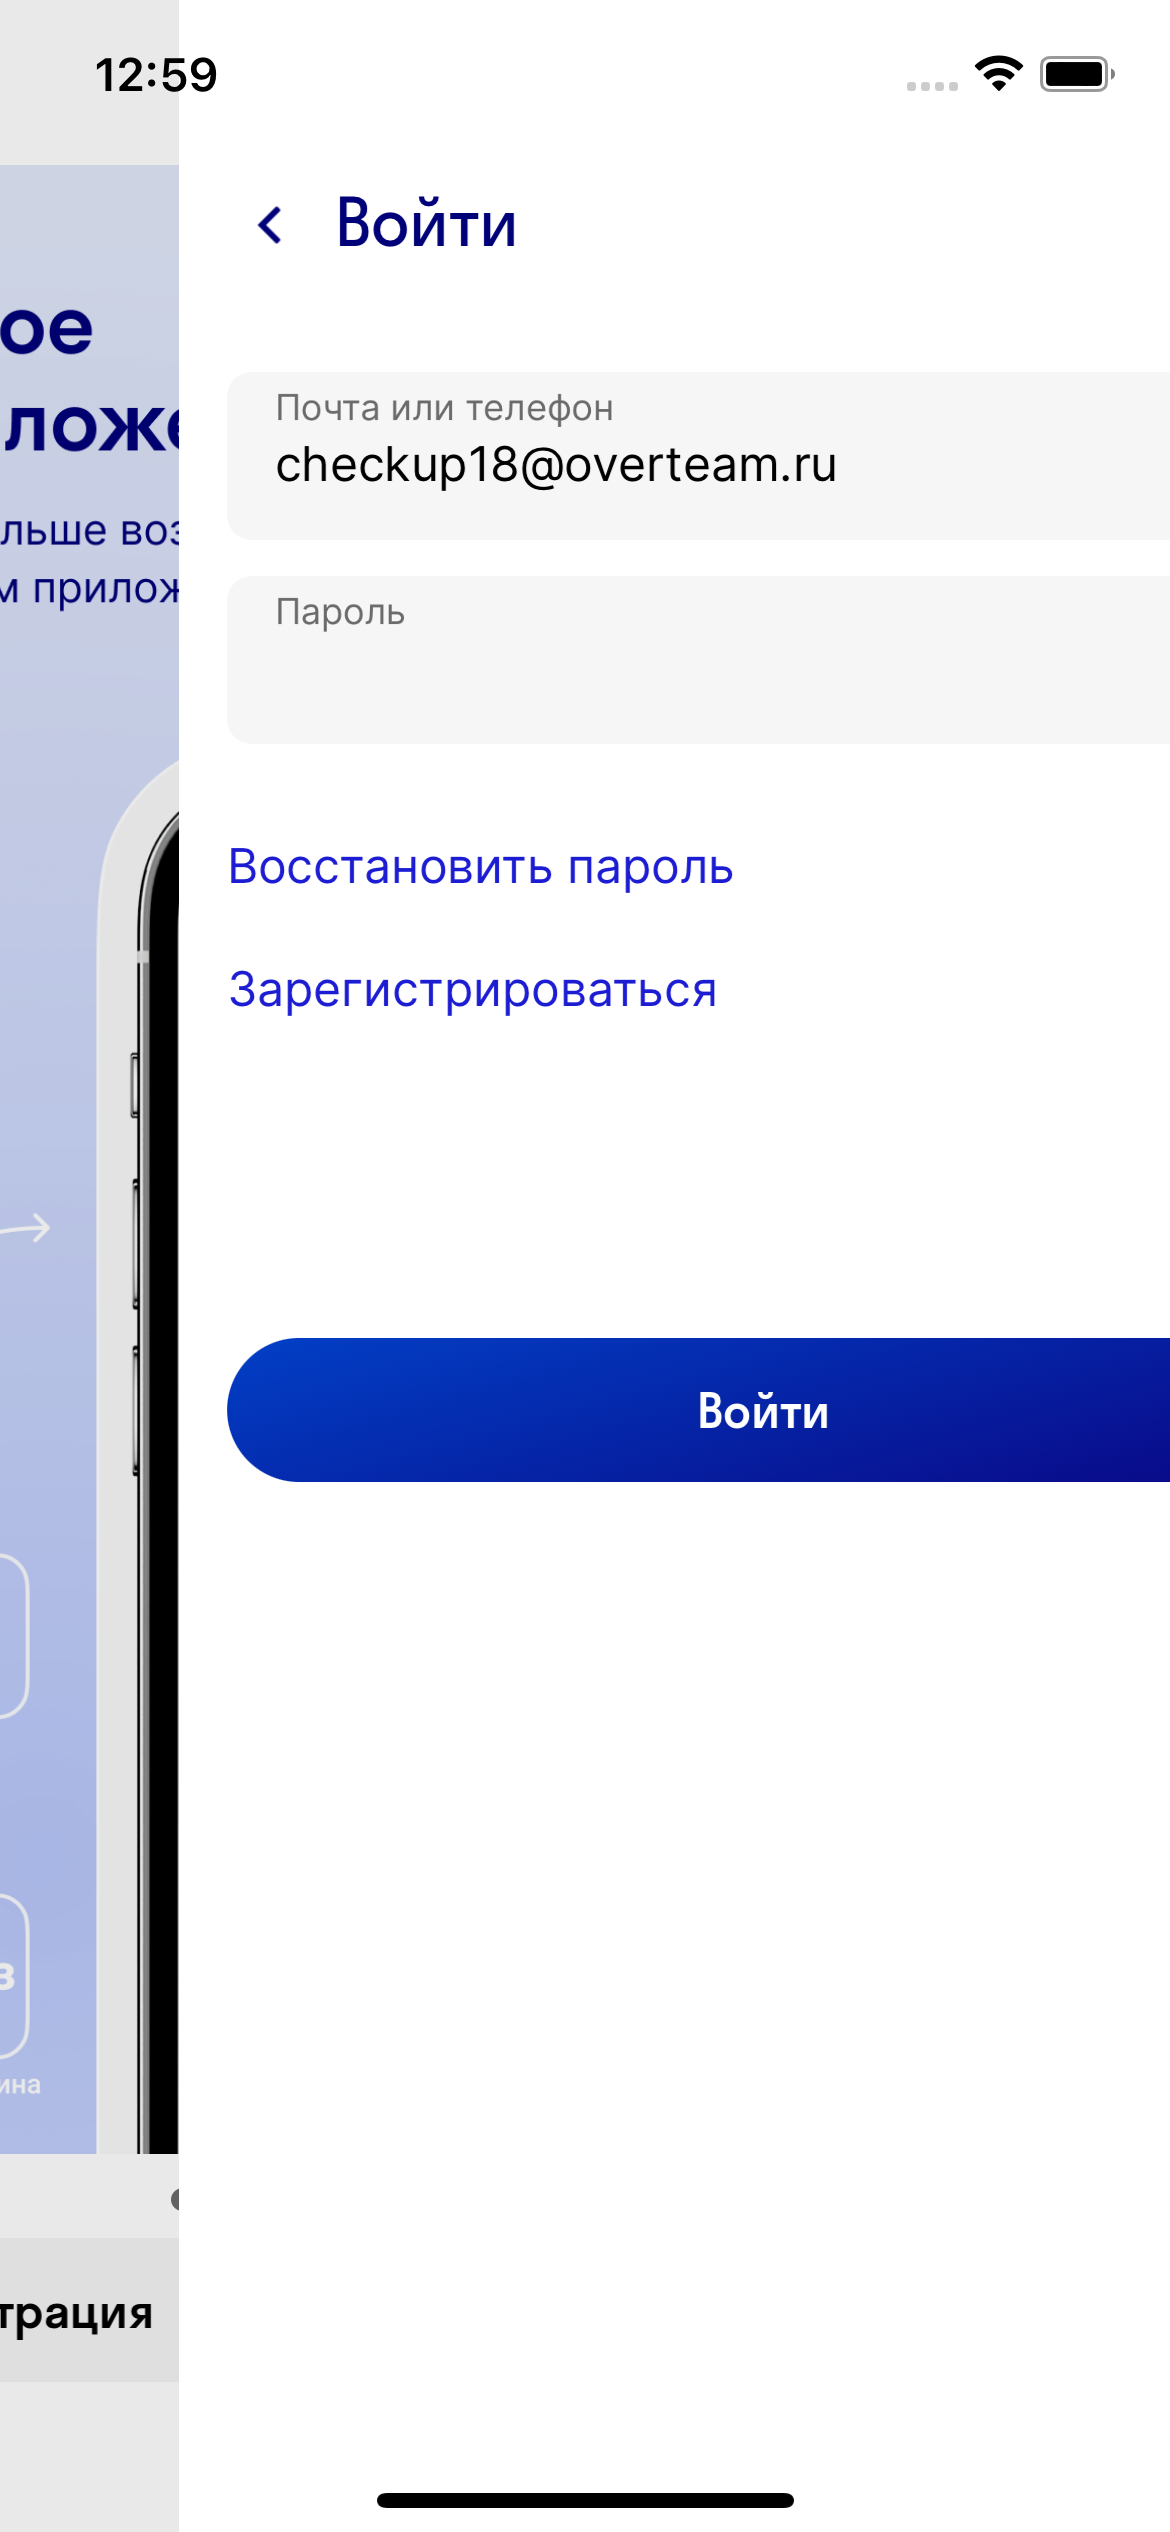 12:59
Войти
ое
ложе
льше воз
м прилож
Почта или телефон
checkup18@overteam.ru
Пароль
Восстановить пароль
Зарегистрироваться
Войти
з
ина
трация